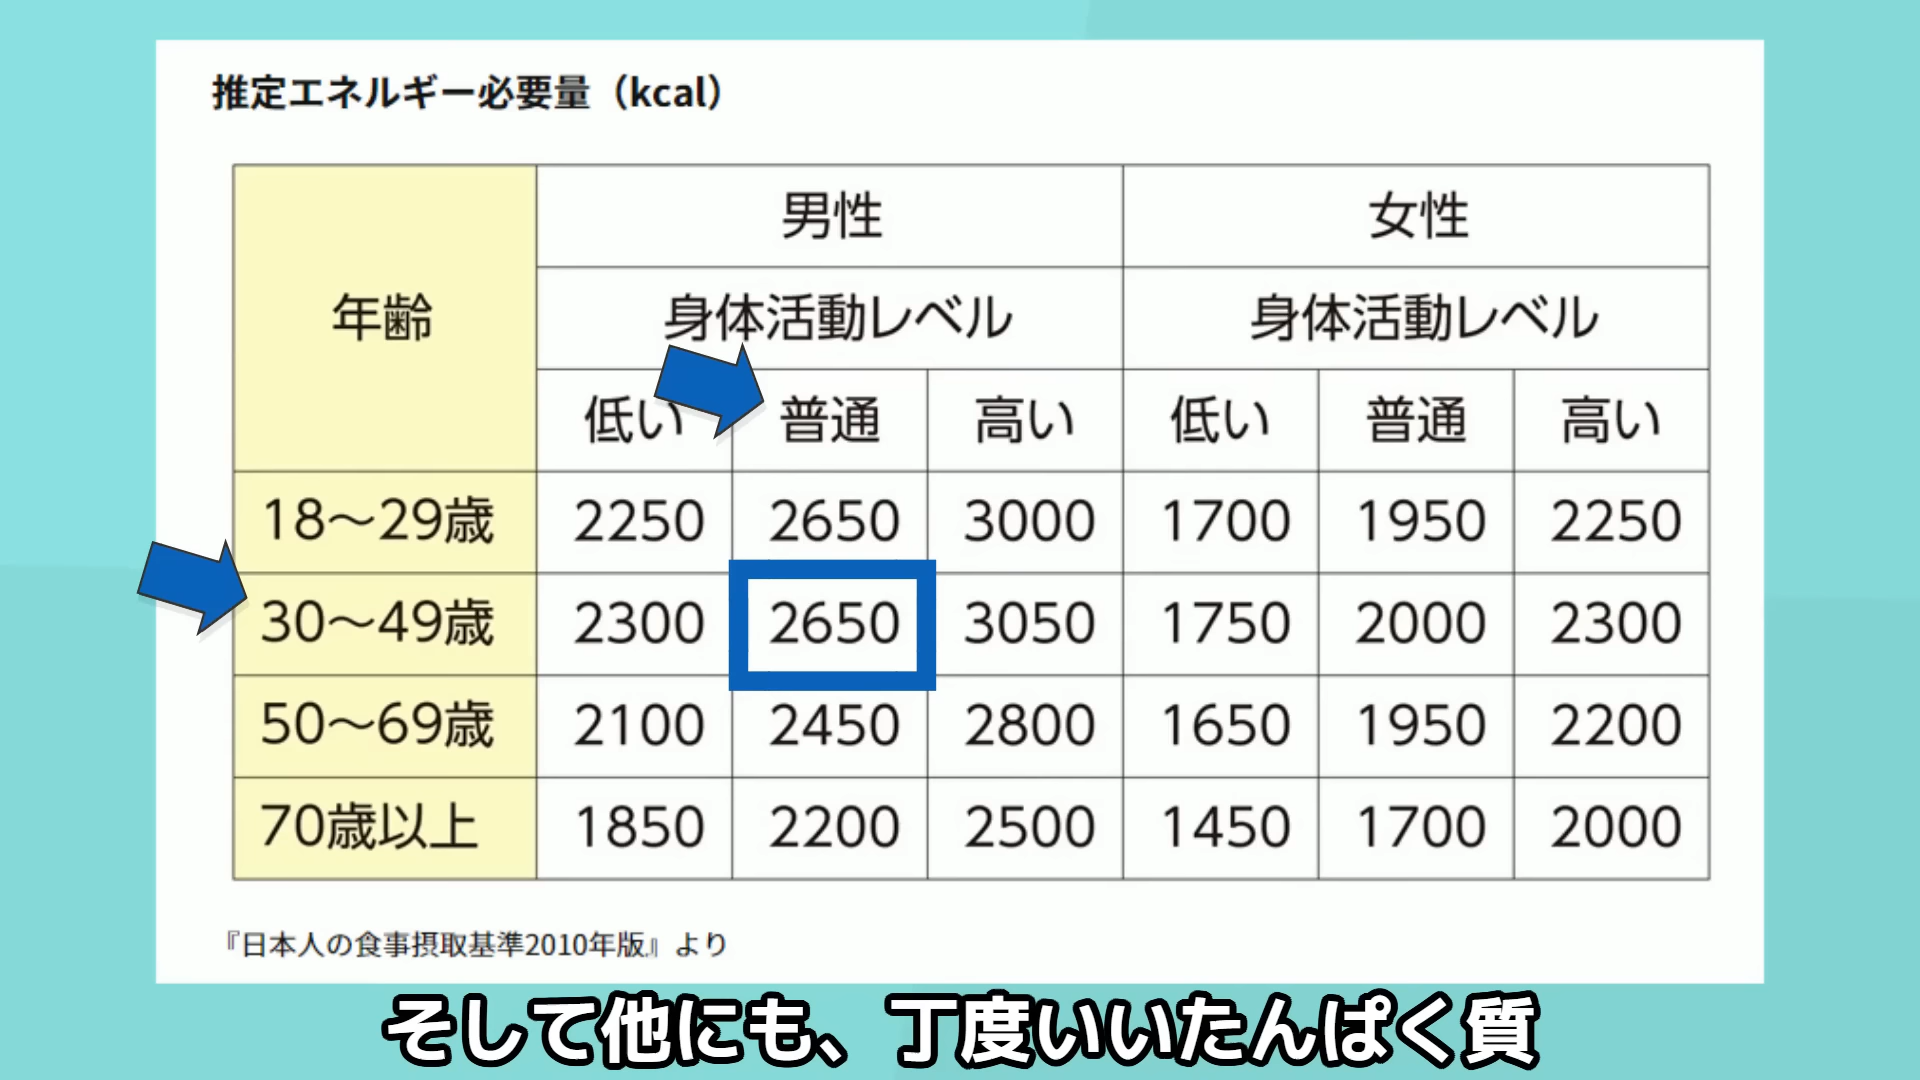 推定エネルギー必要量（kcal）
年齢 男性 女性
身体活動レベル 身体活動レベル
低い 普通 高い 低い 普通 高い
18～29歳 2250 2650 3000 1700 1950 2250
30～49歳 2300 2650 3050 1750 2000 2300
50～69歳 2100 2450 2800 1650 1950 2200
70歳以上 1850 2200 2500 1450 1700 2000
『日本人の食事摂取基準2010年版』より
そして他にも、丁度いいたんぱく質